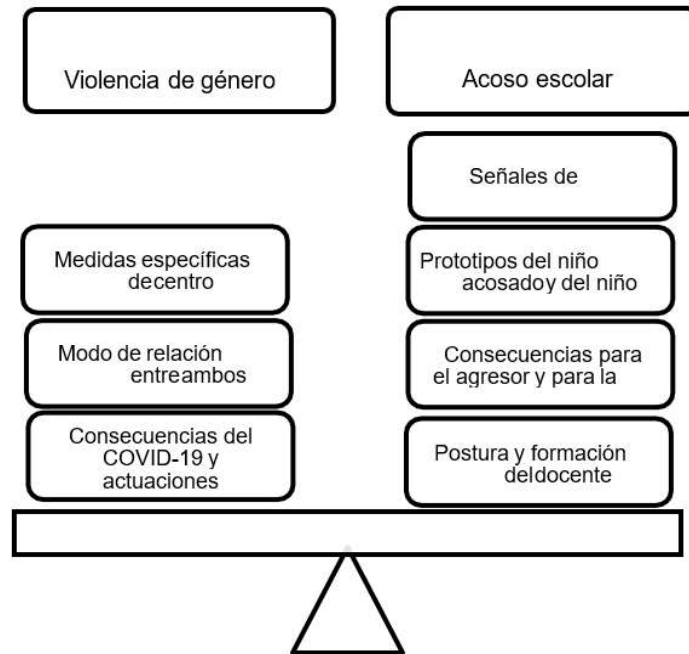 Violencia de género
Acoso escolar
Señales de
Medidas específicas
decentro
Prototipos del niño
acosadoy del niño
Modo de relación
entreambos
Consecuencias para
el agresor y para la
Consecuencias del
COVID-19 y
actuaciones
Postura y formación
deldocente